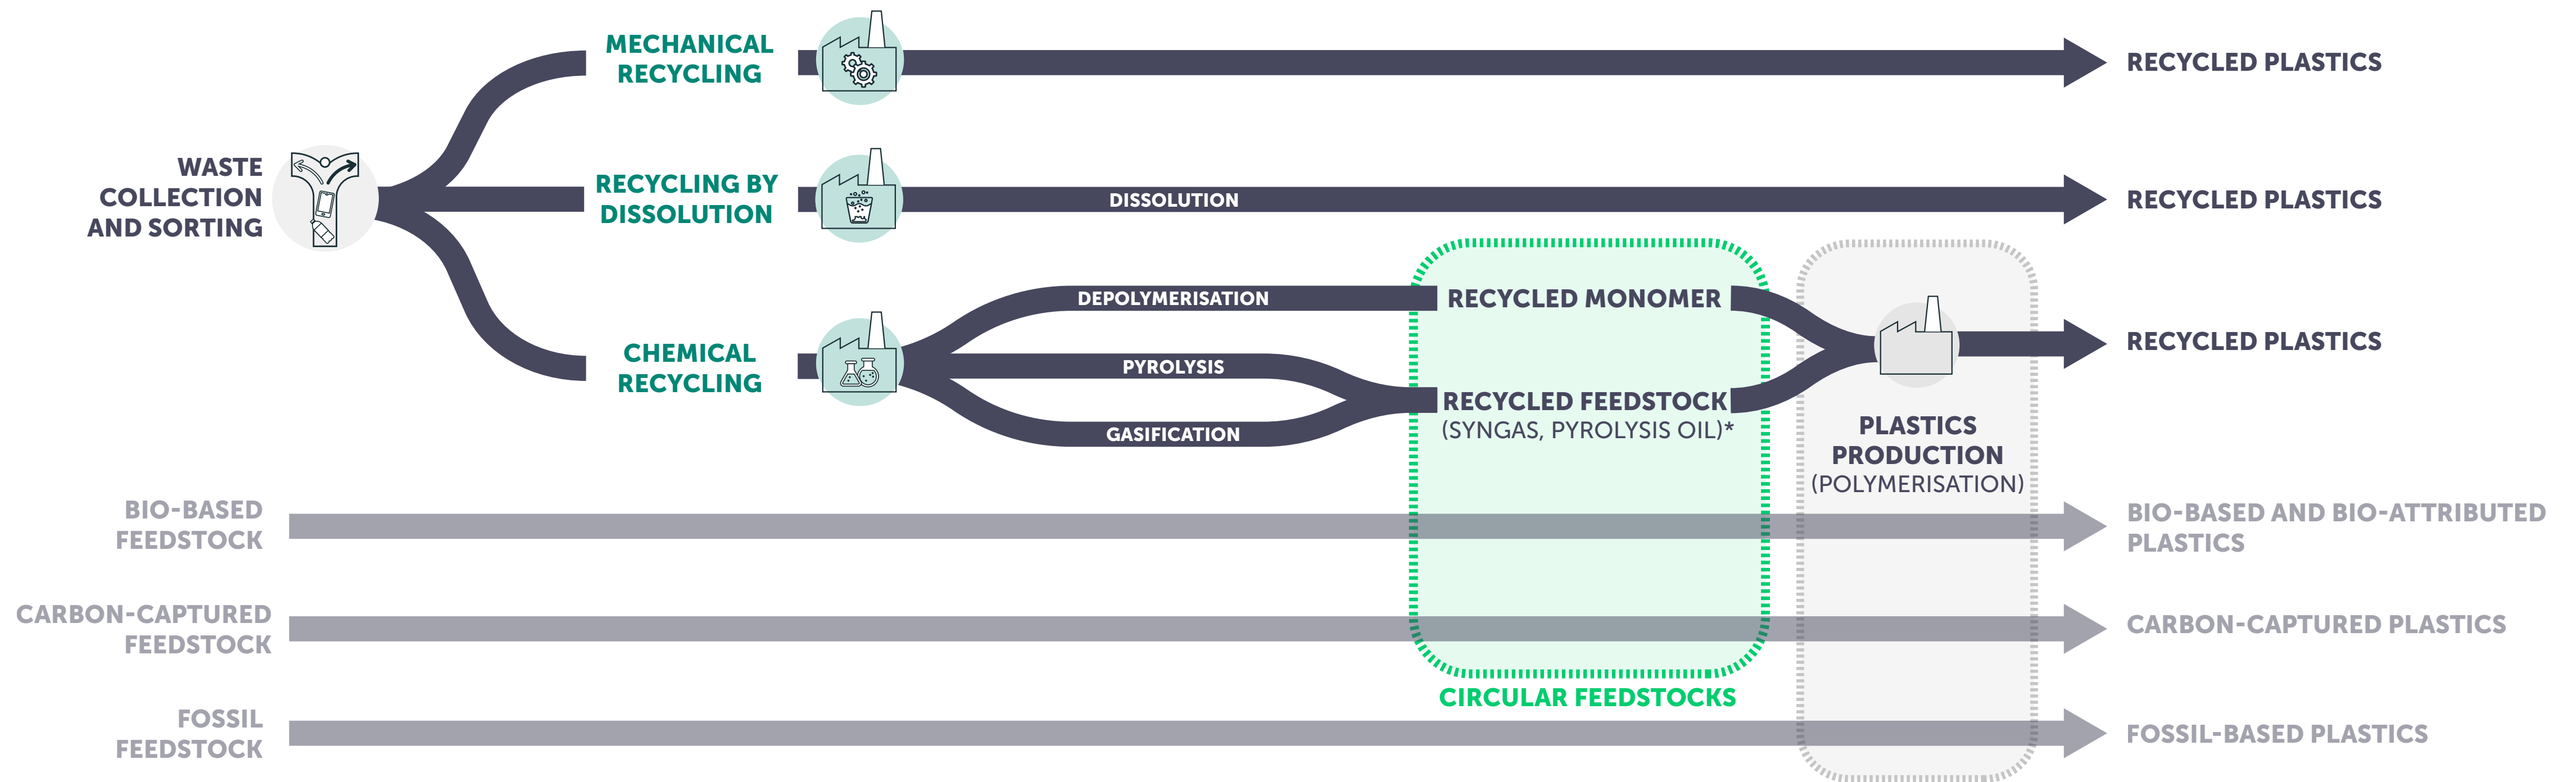 MECHANICAL
RECYCLING
RECYCLED PLASTICS
WASTE
COLLECTION
AND SORTING
RECYCLING BY
DISSOLUTION
DISSOLUTION
RECYCLED PLASTICS
CHEMICAL
RECYCLING
DEPOLYMERISATION
PYROLYSIS
GASIFICATION
RECYCLED MONOMER
RECYCLED FEEDSTOCK
(SYNGAS, PYROLYSIS OIL)*
PLASTICS
PRODUCTION
(POLYMERISATION)
RECYCLED PLASTICS
BIO-BASED
FEEDSTOCK
BIO-BASED AND BIO-ATTRIBUTED
PLASTICS
CARBON-CAPTURED
FEEDSTOCK
CARBON-CAPTURED PLASTICS
CIRCULAR FEEDSTOCKS
FOSSIL
FEEDSTOCK
FOSSIL-BASED PLASTICS